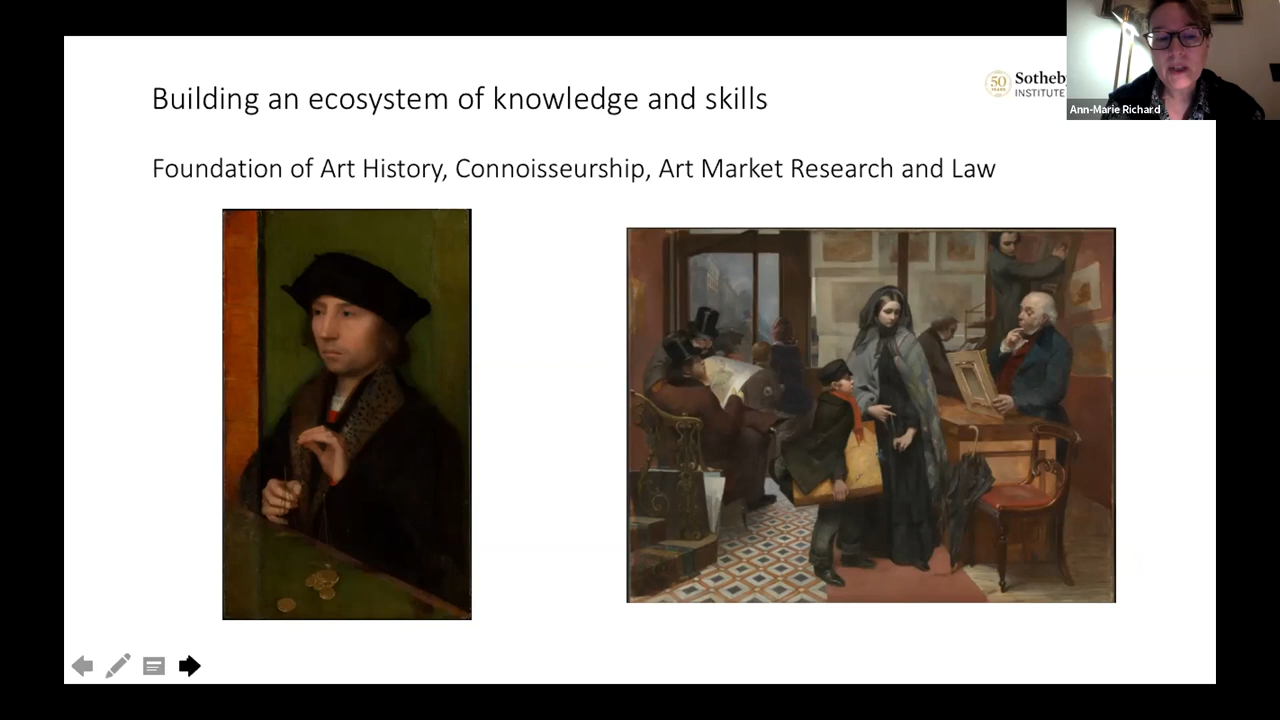 Building an ecosystem of knowledge and skills
50
YEARS
INSTITUTE
Ann-Marie Richard
Foundation of Art History, Connoisseurship, Art Market Research and Law